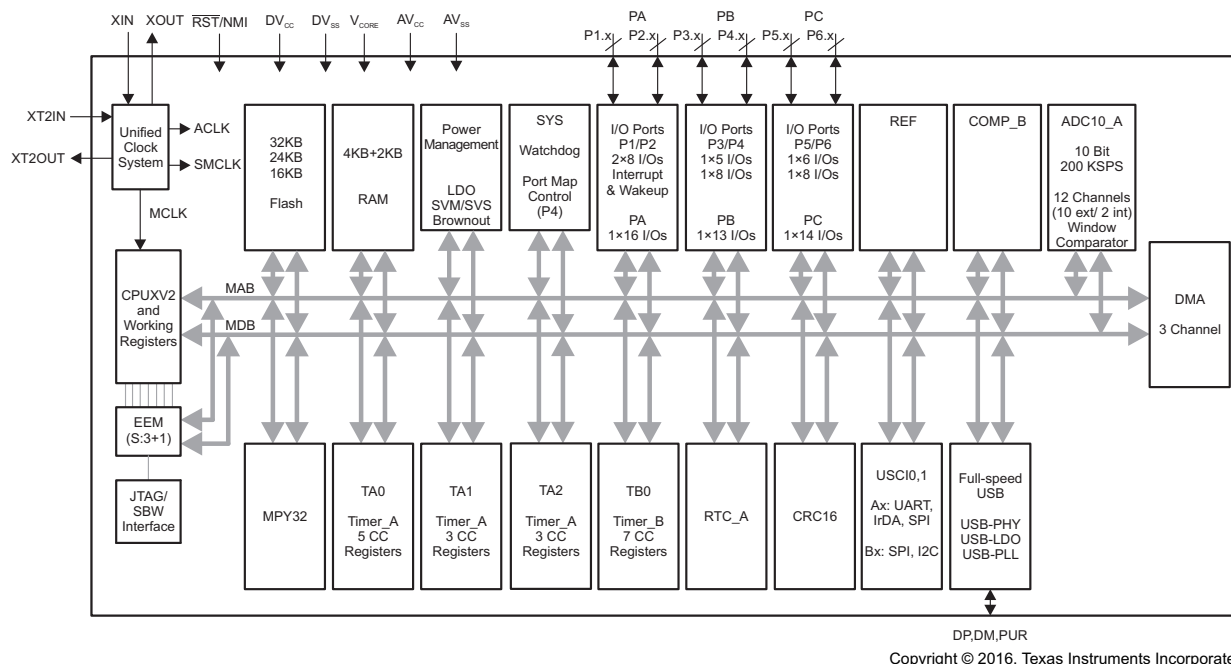 XIN
XOUT
RST/NMI
DVCC
DVSS
VCORE
AVCC
AVSS
PA
PB
PC
P1.x
P2.x
P3.x
P4.x
P5.x
P6.x
XT2IN
XT2OUT
Unified
Clock
System
ACLK
SMCLK
MCLK
32KB
24KB
16KB
Flash
4KB+2KB
RAM
Power
Management
LDO
SVM/SVS
Brownout
SYS
Watchdog
Port Map
Control
(P4)
I/O Ports
P1/P2
2×8 I/Os
Interrupt
& Wakeup
PA
1×16 I/Os
I/O Ports
P3/P4
1×5 I/Os
1×8 I/Os
PB
1×13 I/Os
I/O Ports
P5/P6
1×6 I/Os
1×8 I/Os
PC
1×14 I/Os
REF
COMP_B
ADC10_A
10 Bit
200 KSPS
12 Channels
(10 ext/ 2 int)
Window
Comparator
CPUXV2
and
Working
Registers
MAB
MDB
DMA
3 Channel
EEM
(S:3+1)
JTAG/
SBW
Interface
MPY32
TA0
Timer_A
5 CC
Registers
TA1
Timer_A
3 CC
Registers
TA2
Timer_A
3 CC
Registers
TB0
Timer_B
7 CC
Registers
RTC_A
CRC16
USCI0,1
Ax: UART,
IrDA, SPI
Bx: SPI, I2C
Full-speed
USB
USB-PHY
USB-LDO
USB-PLL
DP,DM,PUR
Copyright © 2016, Texas Instruments Incorporate